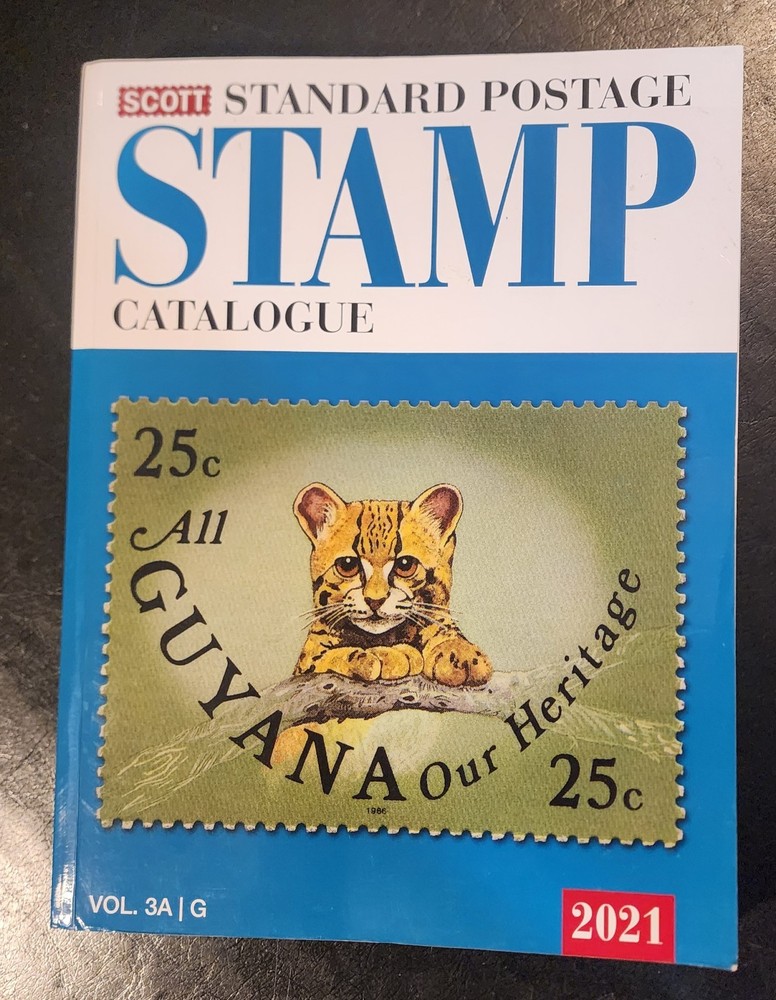 SCOTT STANDARD POSTAGE
STAMP
CATALOGUE
25c
All
GUYANA Our Heritage
25c
1986
VOL. 3A | G
2021